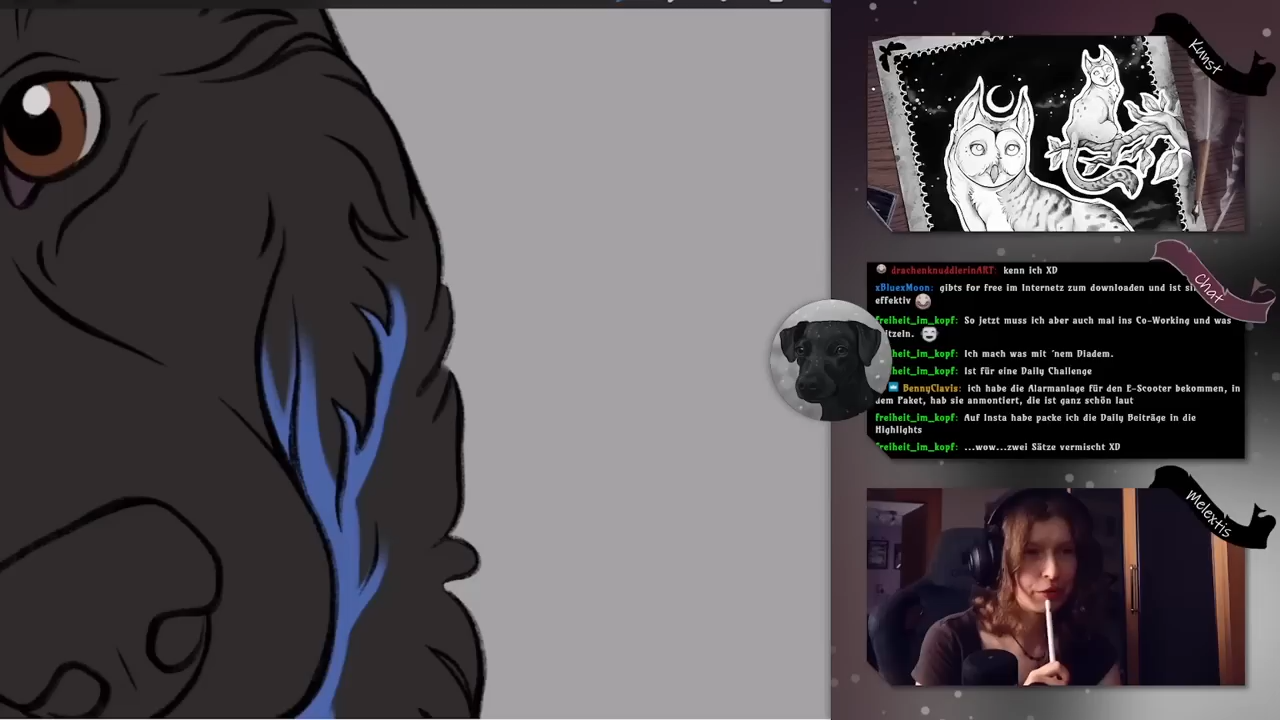 Kunst
drachenknuddlerinART: kenn ich XD
Chat
xBluexMoon: gibts for free im Internetz zum downloaden und ist
effektiv
freiheit_im_kopf: So jetzt muss ich aber auch mal ins Co-Working und was
itzeln.
heit_im_kopf: Ich mach was mit 'nem Diadem.
heit_im_kopf: Ist für eine Daily Challenge
BennyClavis: ich habe die Alarmanlage für den E-Scooter bekommen, in
dem Paket, hab sie anmontiert, die ist ganz schön laut
freiheit_im_kopf: Auf Insta habe packe ich die Daily Beiträge in die
Highlights
freiheit_im_kopf: ...wow...zwei Sätze vermischt XD
Melextis